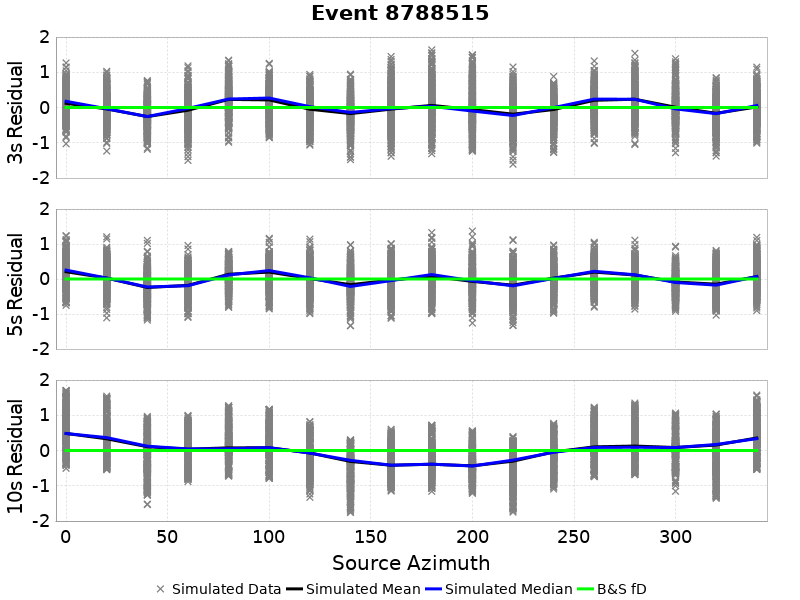 Event 8788515
3s Residual
2
1
0
-1
-2
5s Residual
2
1
0
-1
-2
10s Residual
2
1
0
-1
-2
0 50 100 150 200 250 300
Source Azimuth
Simulated Data Simulated Mean Simulated Median B&S fD